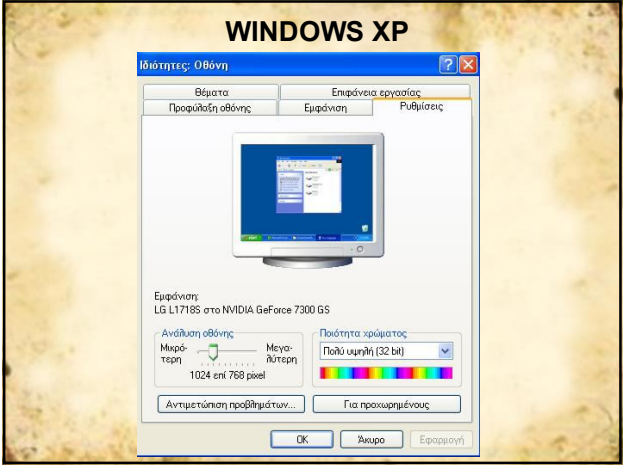 WINDOWS XP
Ιδιότητες: Οθόνη
Θέματα
Επιφάνεια εργασίας
Προφύλαξη οθόνης
Εμφάνιση
Ρυθμίσεις
Εμφάνιση:
LG L1718S στο NVIDIA GeForce 7300 GS
Ανάλυση οθόνης
Μικρό-
τερη
Μεγα-
λύτερη
1024 επί 768 pixel
Ποιότητα χρώματος
Πολύ υψηλή (32 bit)
Αντιμετώπιση προβλημάτων...
Για προχωρημένους
OK
Άκυρο
Εφαρμογή